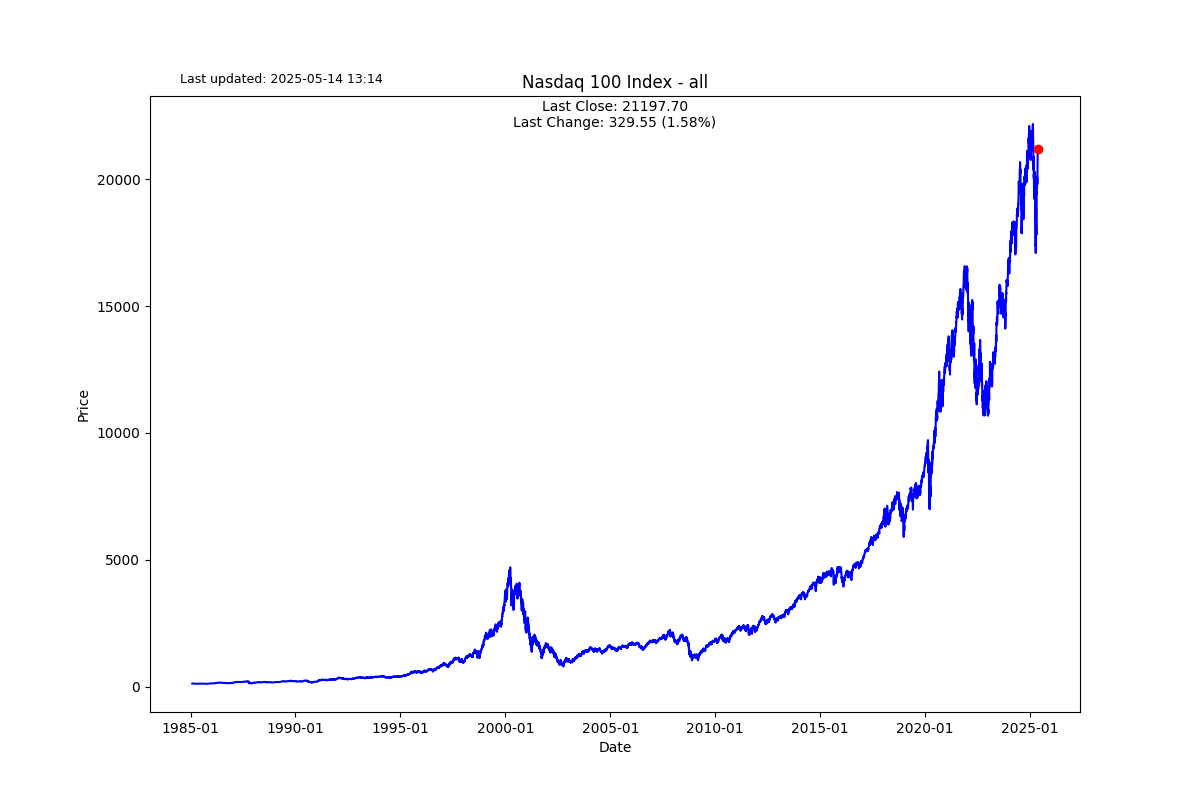 Last updated: 2025-05-14 13:14
Nasdaq 100 Index - all
Last Close: 21197.70
Last Change: 329.55 (1.58%)
20000
15000
10000
5000
0
Price
1985-01
1990-01
1995-01
2000-01
2005-01
2010-01
2015-01
2020-01
2025-01
Date